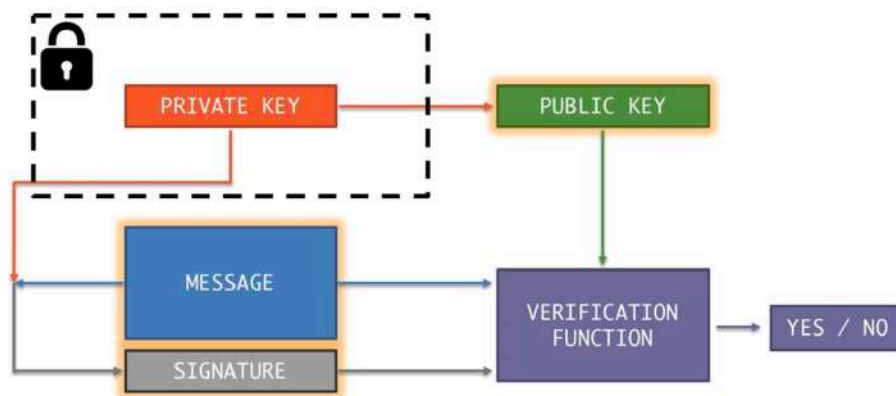 PRIVATE KEY
PUBLIC KEY
MESSAGE
VERIFICATION
FUNCTION
YES / NO
SIGNATURE